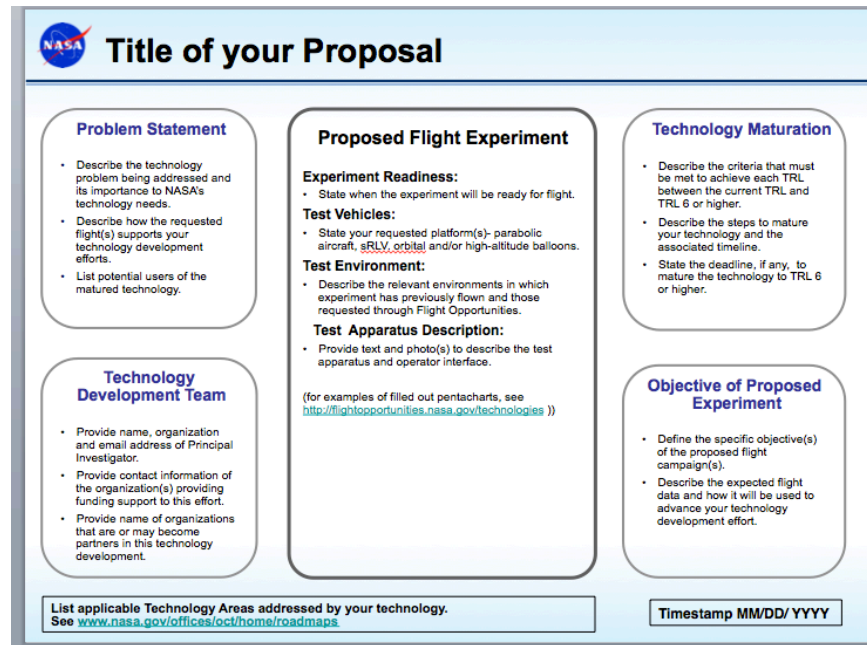 NASA
Title of your Proposal
Problem Statement
• Describe the technology
problem being addressed and
its importance to NASA's
technology needs.
• Describe how the requested
flight(s) supports your
technology development
efforts.
• List potential users of the
matured technology.
Technology
Development Team
• Provide name, organization
and email address of Principal
Investigator.
• Provide contact information of
the organization(s) providing
funding support to this effort.
• Provide name of organizations
that are or may become
partners in this technology
development.
Proposed Flight Experiment
Experiment Readiness:
• State when the experiment will be ready for flight.
Test Vehicles:
• State your requested platform(s)- parabolic
aircraft, sRLV, orbital and/or high-altitude balloons.
Test Environment:
• Describe the relevant environments in which
experiment has previously flown and those
requested through Flight Opportunities.
Test Apparatus Description:
• Provide text and photo(s) to describe the test
apparatus and operator interface.
(for examples of filled out pentacharts, see
http://flightopportunities.nasa.gov/technologies ))
Technology Maturation
• Describe the criteria that must
be met to achieve each TRL
between the current TRL and
TRL 6 or higher.
• Describe the steps to mature
your technology and the
associated timeline.
• State the deadline, if any, to
mature the technology to TRL 6
or higher.
Objective of Proposed
Experiment
• Define the specific objective(s)
of the proposed flight
campaign(s).
• Describe the expected flight
data and how it will be used to
advance your technology
development effort.
List applicable Technology Areas addressed by your technology.
See www.nasa.gov/offices/oct/home/roadmaps
Timestamp MM/DD/ YYYY